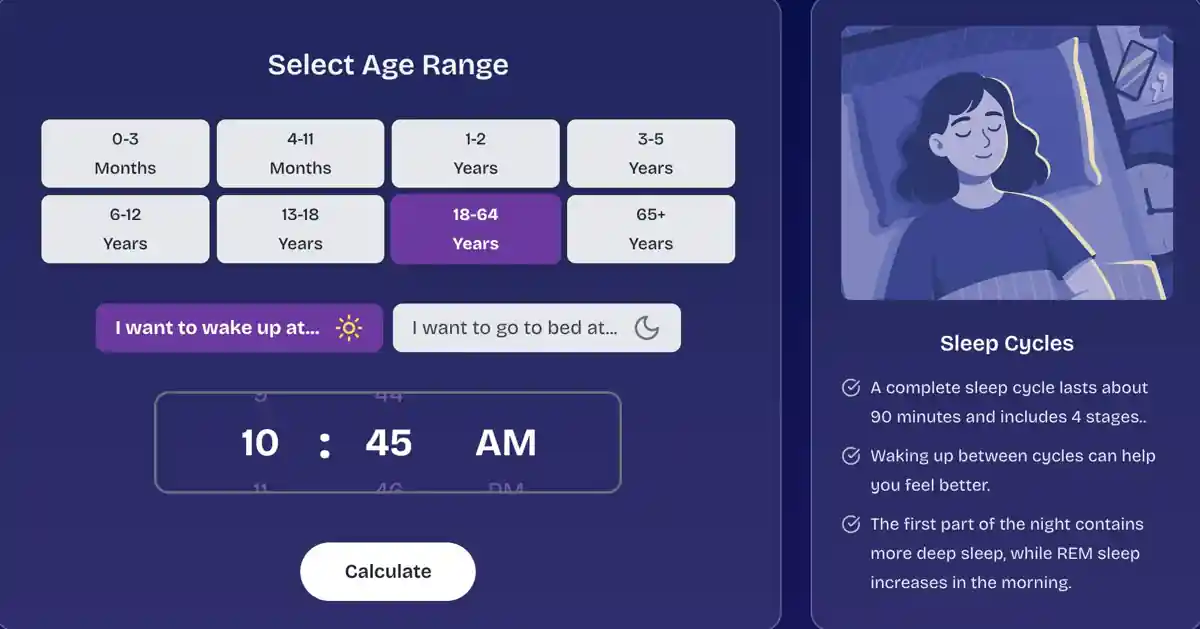 Select Age Range
0-3
Months
4-11
Months
1-2
Years
3-5
Years
6-12
Years
13-18
Years
18-64
Years
65+
Years
I want to wake up at...
I want to go to bed at...
9 44
10 : 45 AM
11 46 PM
Calculate
Sleep Cycles
A complete sleep cycle lasts about
90 minutes and includes 4 stages..
Waking up between cycles can help
you feel better.
The first part of the night contains
more deep sleep, while REM sleep
increases in the morning.